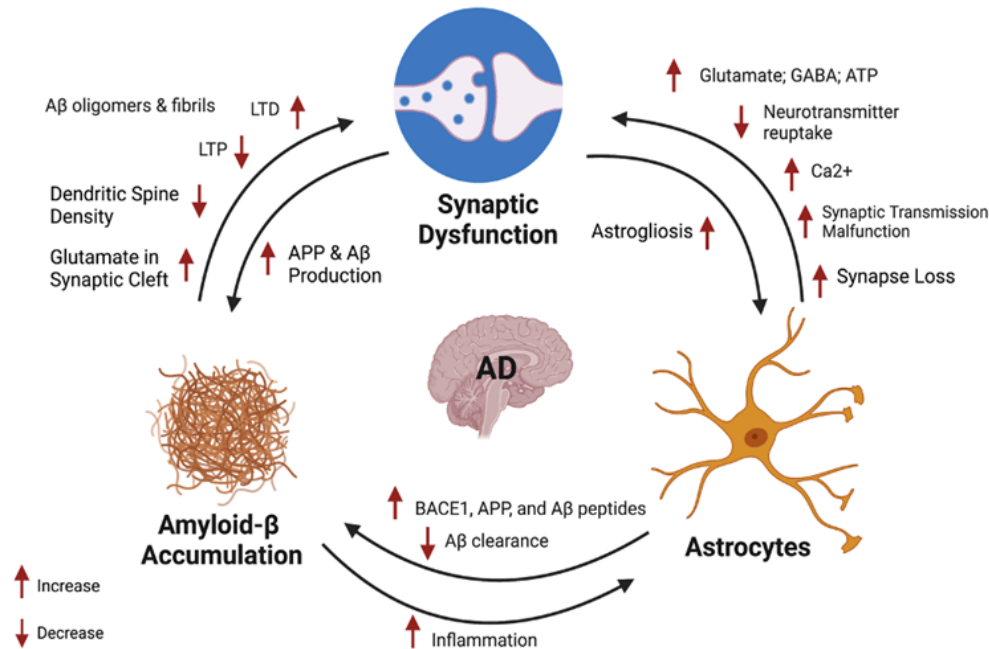 Aβ oligomers & fibrils
LTD
LTP
Dendritic Spine
Density
Glutamate in
Synaptic Cleft
APP & Aβ
Production
Synaptic
Dysfunction
Glutamate; GABA; ATP
Neurotransmitter
reuptake
Ca2+
Synaptic Transmission
Malfunction
Synapse Loss
Astrogliosis
AD
Amyloid-β
Accumulation
BACE1, APP, and Aβ peptides
Aβ clearance
Astrocytes
Inflammation
Increase
Decrease